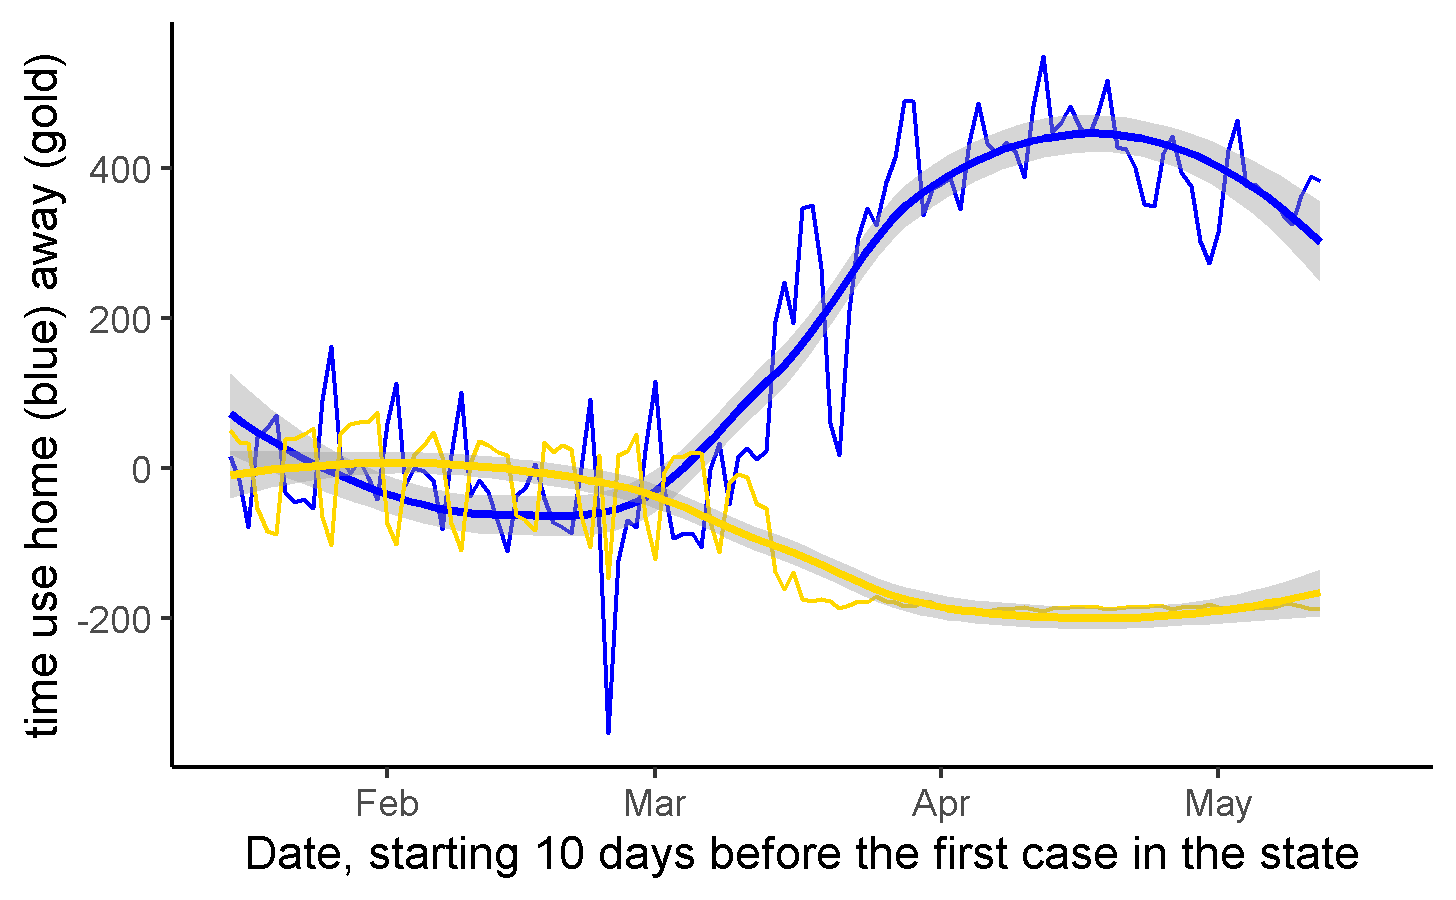 time use home (blue) away (gold)
400
200
0
-200
Feb Mar Apr May
Date, starting 10 days before the first case in the state